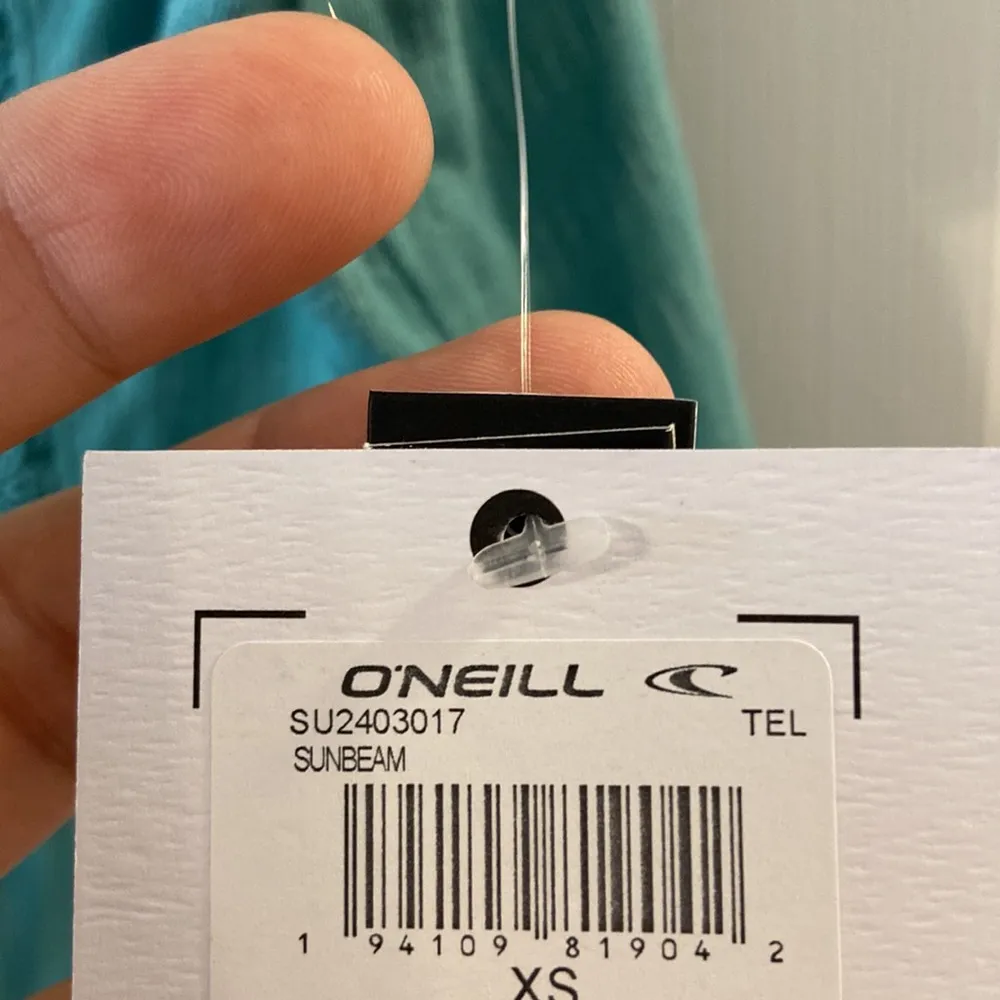 O'NEILL
SU2403017 TEL
SUNBEAM
1 94109 81904 2
XS